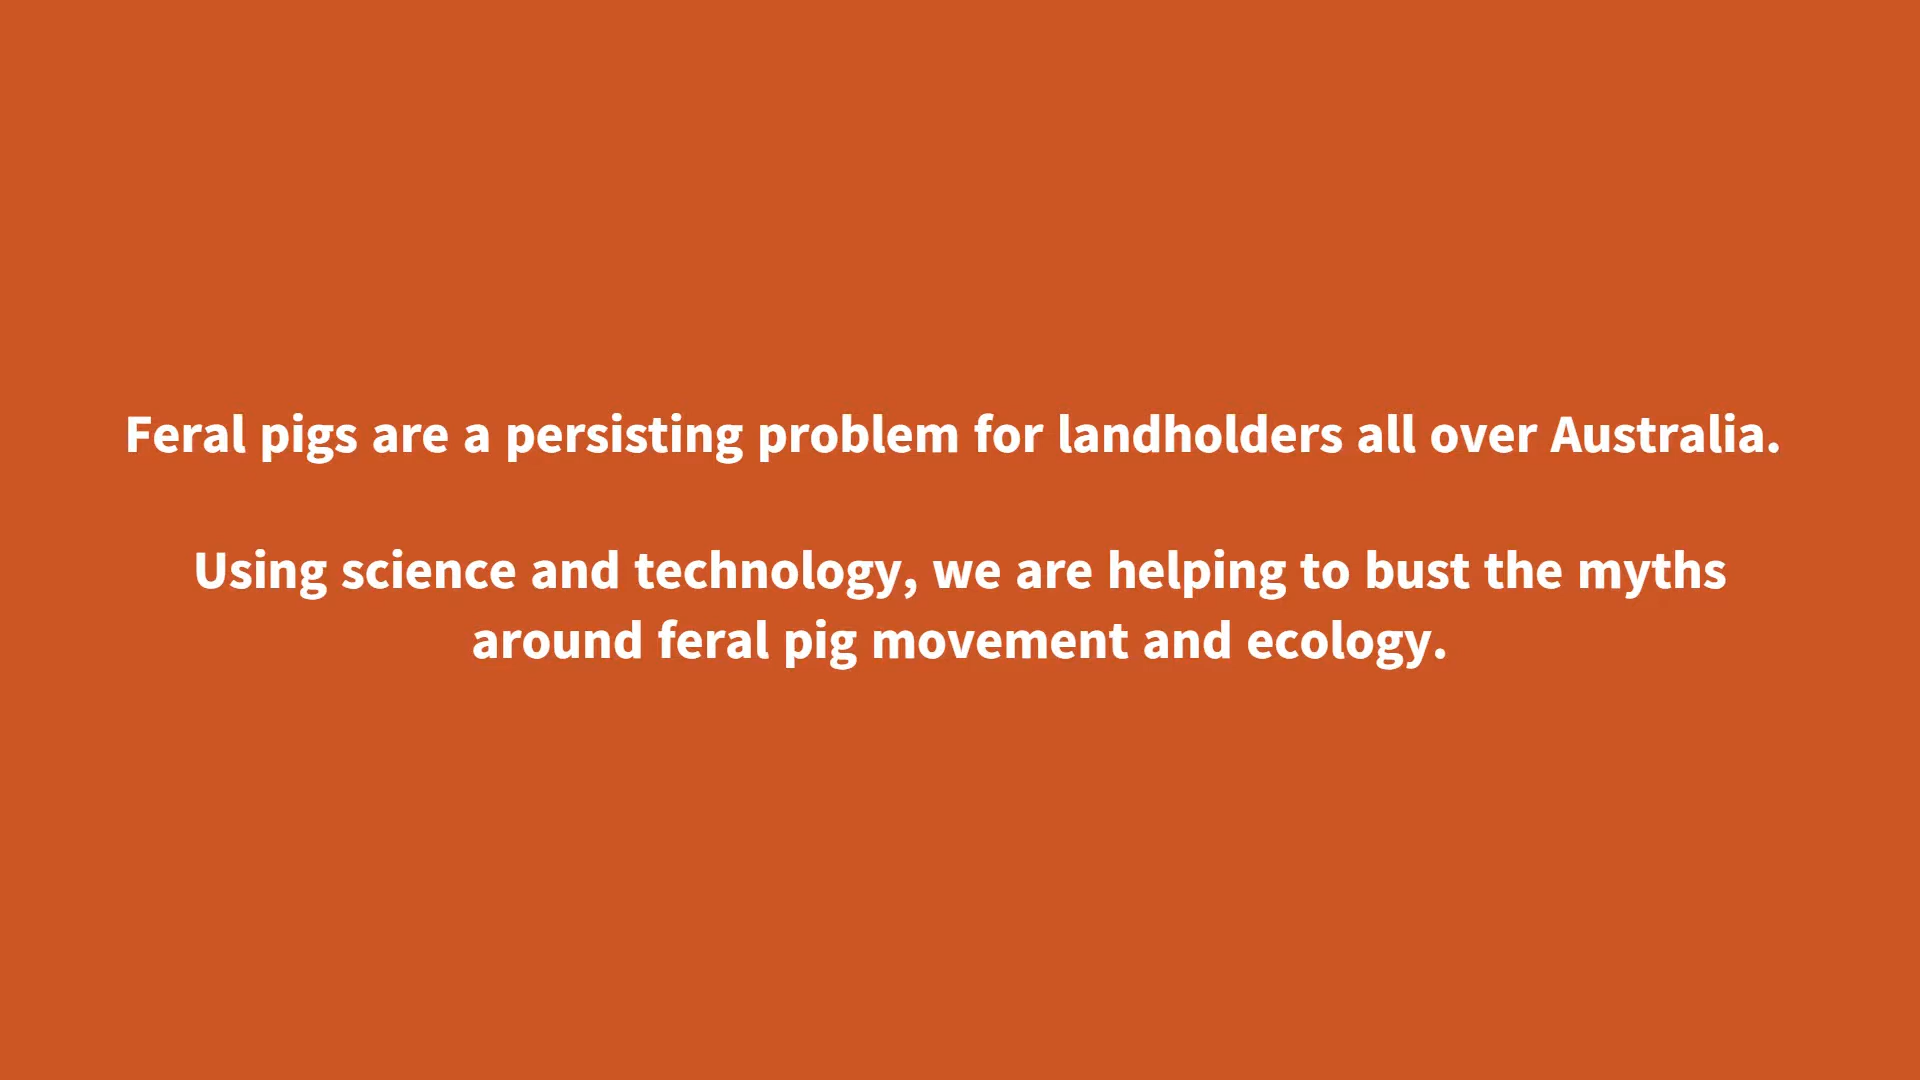 Feral pigs are a persisting problem for landholders all over Australia.
Using science and technology, we are helping to bust the myths
around feral pig movement and ecology.